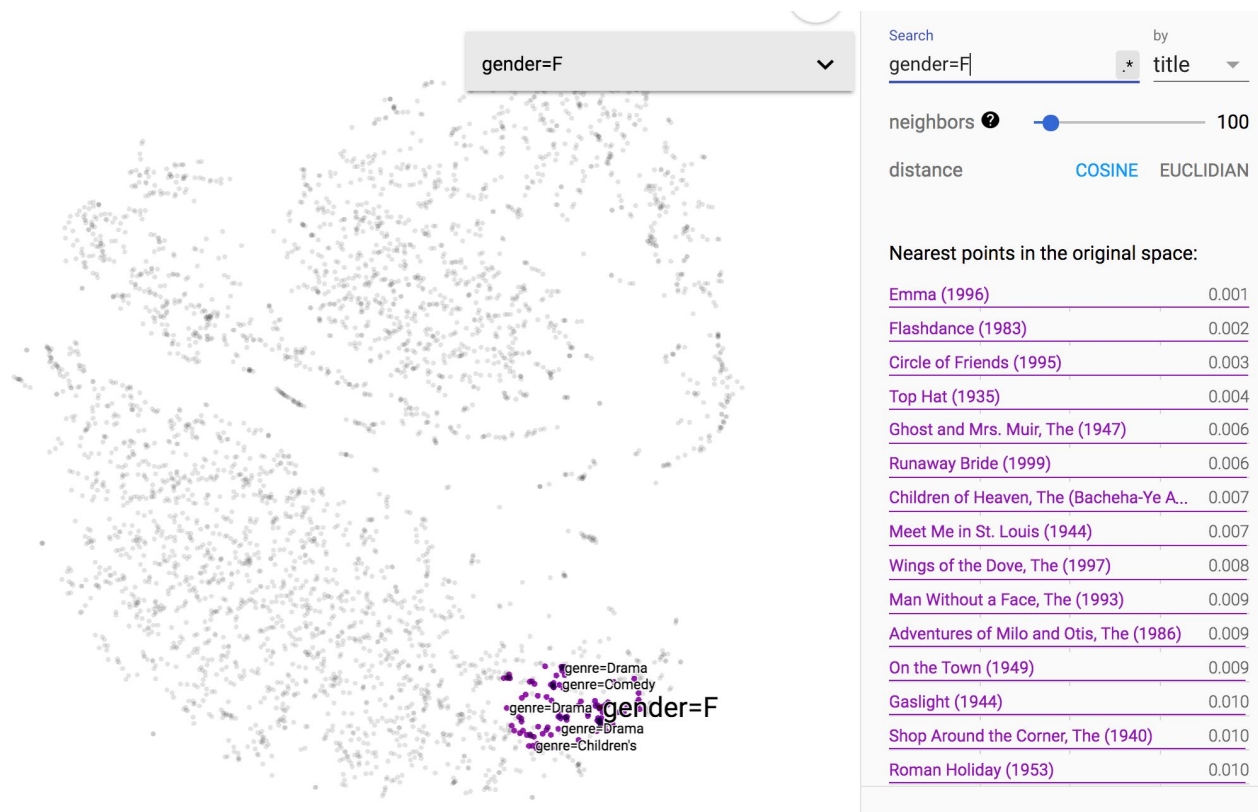 gender=F
Search
by
gender=F
.*
title
neighbors ?
100
distance
COSINE
EUCLIDIAN
Nearest points in the original space:
Emma (1996) 0.001
Flashdance (1983) 0.002
Circle of Friends (1995) 0.003
Top Hat (1935) 0.004
Ghost and Mrs. Muir, The (1947) 0.006
Runaway Bride (1999) 0.006
Children of Heaven, The (Bacheha-Ye A... 0.007
Meet Me in St. Louis (1944) 0.007
Wings of the Dove, The (1997) 0.008
Man Without a Face, The (1993) 0.009
Adventures of Milo and Otis, The (1986) 0.009
On the Town (1949) 0.009
Gaslight (1944) 0.010
Shop Around the Corner, The (1940) 0.010
Roman Holiday (1953) 0.010
genre=Drama
genre=Comedy
genre=Drama
gender=F
genre=Drama
genre=Children's